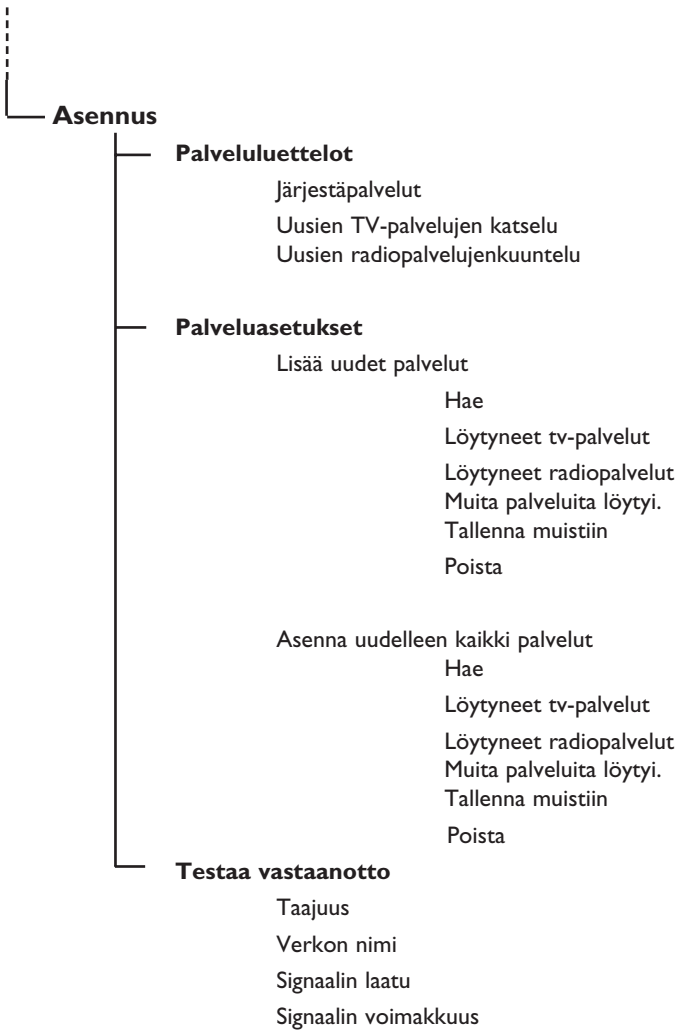 Asennus
Palveluluettelot
Järjestäpalvelut
Uusien TV-palvelujen katselu
Uusien radiopalvelujenkuuntelu
Palveluasetukset
Lisää uudet palvelut
Hae
Löytyneet tv-palvelut
Löytyneet radiopalvelut
Muita palveluita löytyi.
Tallenna muistiin
Poista
Asenna uudelleen kaikki palvelut
Hae
Löytyneet tv-palvelut
Löytyneet radiopalvelut
Muita palveluita löytyi.
Tallenna muistiin
Poista
Testaa vastaanotto
Taajuus
Verkon nimi
Signaalin laatu
Signaalin voimakkuus